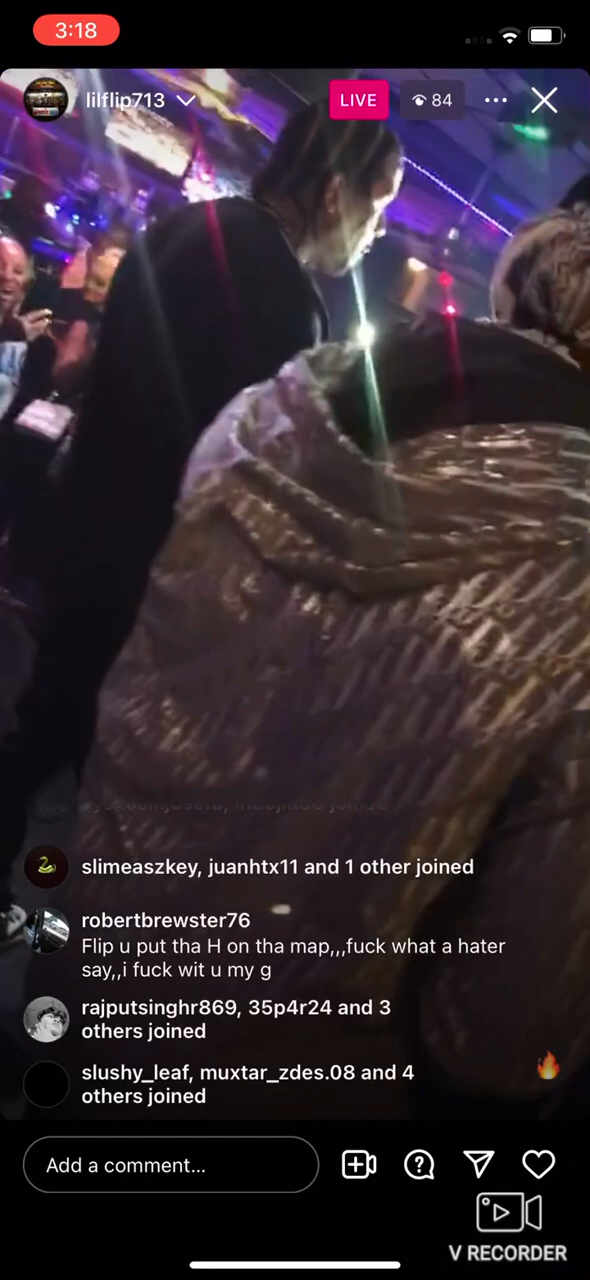 3:18
lilflip713
LIVE
84
slimeaszkey, juanhtx11 and 1 other joined
robertbrewster76
Flip u put tha H on tha map,,,fuck what a hater
say,,i fuck wit u my g
rajputsinghr869, 35p4r24 and 3
others joined
slushy_leaf, muxtar_zdes.08 and 4
others joined
Add a comment...
V RECORDER